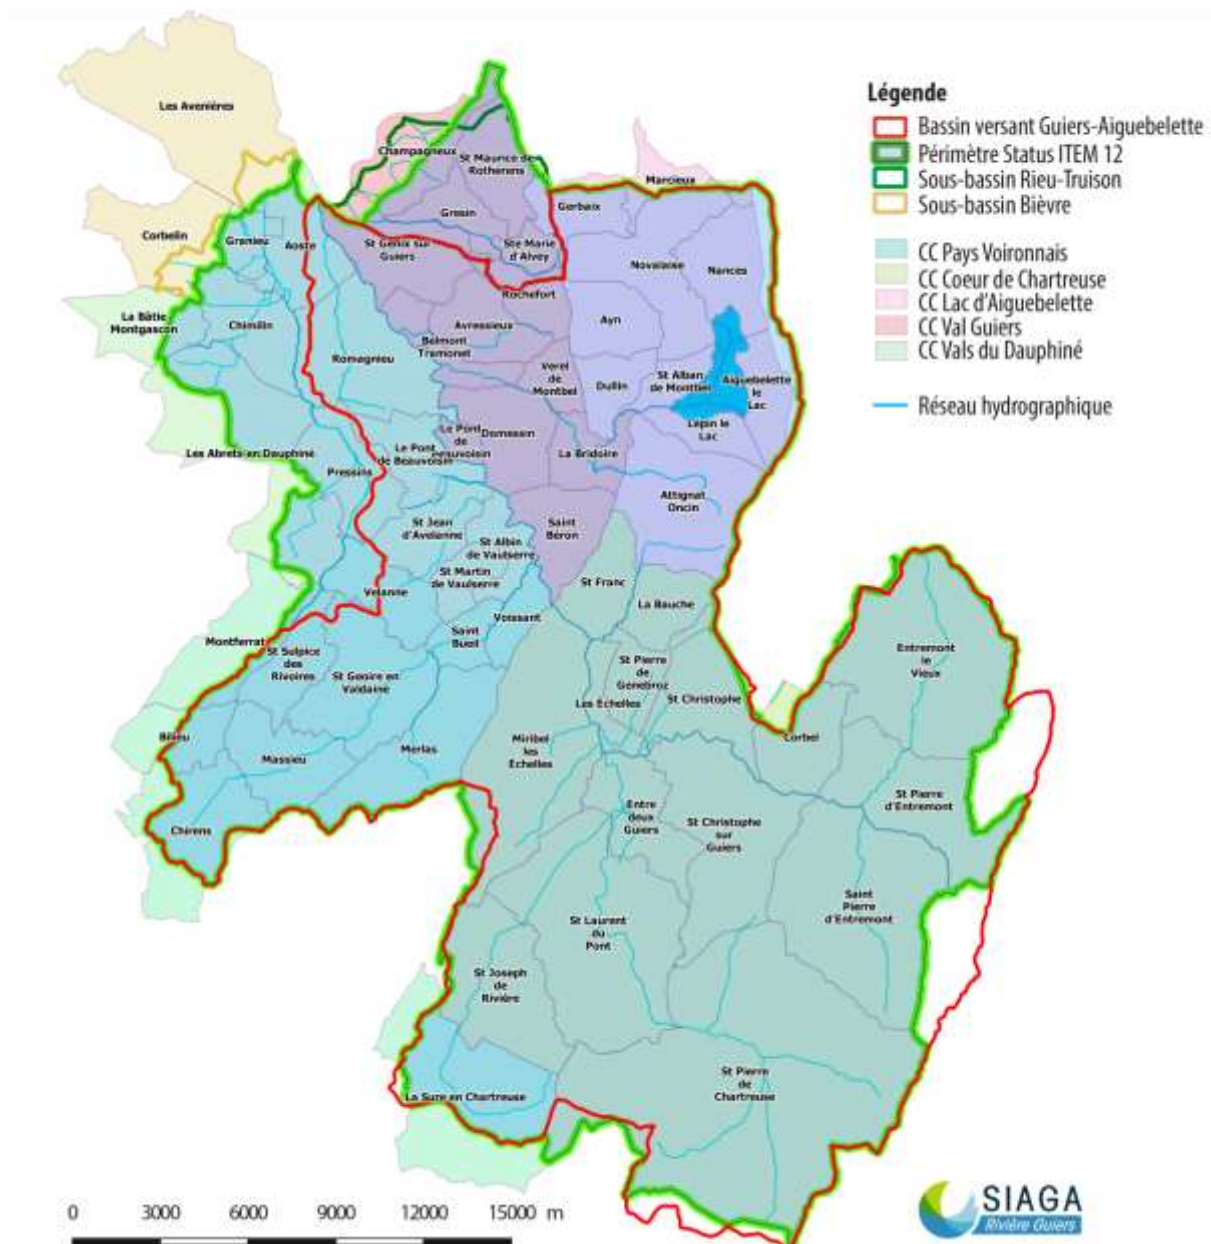 Légende
Bassin versant Guiers-Aiguebelette
Périmètre Status ITEM 12
Sous-bassin Rieu-Truison
Sous-bassin Bièvre
CC Pays Voironnais
CC Coeur de Chartreuse
CC Lac d'Aiguebelette
CC Val Guiers
CC Vals du Dauphiné
Réseau hydrographique
Les Avenières
Champagneux
St Maurice de
Rotherens
Marcieux
Corbelin
Granieu
Aoste
Gresin
Gerbaix
St Genix sur
Guiers
Ste Marie
d'Alvey
Novalaise
Nances
Rochefort
La Bâtie
Montgascon
Chimilin
Romagnieu
Avressieux
Belmont
Tramonet
Ayn
Verel
de
Montbel
Dullin
St Alban
de Montbel
Aiguebelette
le
Lac
Lépin le
Lac
Les Abrets en Dauphiné
Pressins
Le Pont
de Beauvoisin
Le Pont
de
Beauvoisin
Domessin
La Bridoire
Attignat
Oncin
St Jean
d'Avelanne
St Albin
de Vaulserre
St Martin
de Vaulserre
Saint
Béron
Velanne
Voissant
St Franc
La Bauche
Montferrat
St Sulpice
des
Rivoires
St Geoire en
Valdaine
Saint
Bueil
St Pierre
de
Genebroz
St Christophe
Les Echelles
Entremont
le
Vieux
Corbel
Bilieu
Massieu
Merlas
Miribel
les
Echelles
Chirens
Entre
deux
Guiers
St Christophe
sur
Guiers
St Pierre
d'Entremont
Saint
Pierre
d'Entremont
St Laurent
du
Pont
St Joseph
de
Rivière
La Sure en Chartreuse
St Pierre
de
Chartreuse
0 3000 6000 9000 12000 15000 m
SIAGA
Rivière Guiers